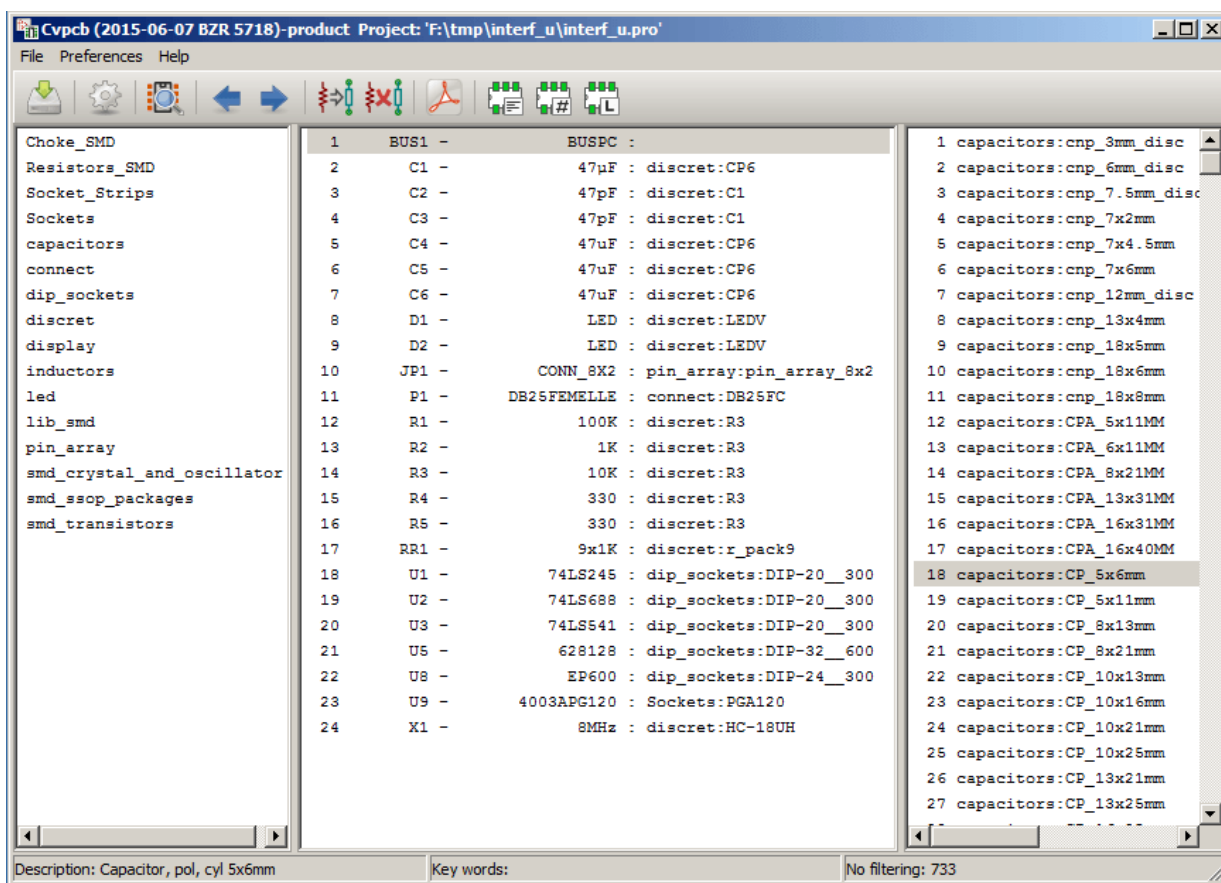 Cvpcb (2015-06-07 BZR 5718)-product Project: 'F:\tmp\interf_u\interf_u.pro'
File Preferences Help
# L
Choke_SMD
Resistors_SMD
Socket_Strips
Sockets
capacitors
connect
dip_sockets
discret
display
inductors
led
lib_smd
pin_array
smd_crystal_and_oscillator
smd_ssop_packages
smd_transistors
1 BUS1 - BUSPC :
2 C1 - 47µF : discret:CP6
3 C2 - 47pF : discret:C1
4 C3 - 47pF : discret:C1
5 C4 - 47uF : discret:CP6
6 C5 - 47uF : discret:CP6
7 C6 - 47uF : discret:CP6
8 D1 - LED : discret:LEDV
9 D2 - LED : discret:LEDV
10 JP1 - CONN_8X2 : pin_array:pin_array_8x2
11 P1 - DB25FEMELLE : connect:DB25FC
12 R1 - 100K : discret:R3
13 R2 - 1K : discret:R3
14 R3 - 10K : discret:R3
15 R4 - 330 : discret:R3
16 R5 - 330 : discret:R3
17 RR1 - 9x1K : discret:r_pack9
18 U1 - 74LS245 : dip_sockets:DIP-20__300
19 U2 - 74LS688 : dip_sockets:DIP-20__300
20 U3 - 74LS541 : dip_sockets:DIP-20__300
21 U5 - 628128 : dip_sockets:DIP-32__600
22 U8 - EP600 : dip_sockets:DIP-24__300
23 U9 - 4003APG120 : Sockets:PGA120
24 X1 - 8MHz : discret:HC-18UH
1 capacitors:cnp_3mm_disc
2 capacitors:cnp_6mm_disc
3 capacitors:cnp_7.5mm_disc
4 capacitors:cnp_7x2mm
5 capacitors:cnp_7x4.5mm
6 capacitors:cnp_7x6mm
7 capacitors:cnp_12mm_disc
8 capacitors:cnp_13x4mm
9 capacitors:cnp_18x5mm
10 capacitors:cnp_18x6mm
11 capacitors:cnp_18x8mm
12 capacitors:CPA_5x11MM
13 capacitors:CPA_6x11MM
14 capacitors:CPA_8x21MM
15 capacitors:CPA_13x31MM
16 capacitors:CPA_16x31MM
17 capacitors:CPA_16x40MM
18 capacitors:CP_5x6mm
19 capacitors:CP_5x11mm
20 capacitors:CP_8x13mm
21 capacitors:CP_8x21mm
22 capacitors:CP_10x13mm
23 capacitors:CP_10x16mm
24 capacitors:CP_10x21mm
25 capacitors:CP_10x25mm
26 capacitors:CP_13x21mm
27 capacitors:CP_13x25mm
Description: Capacitor, pol, cyl 5x6mm
Key words:
No filtering: 733